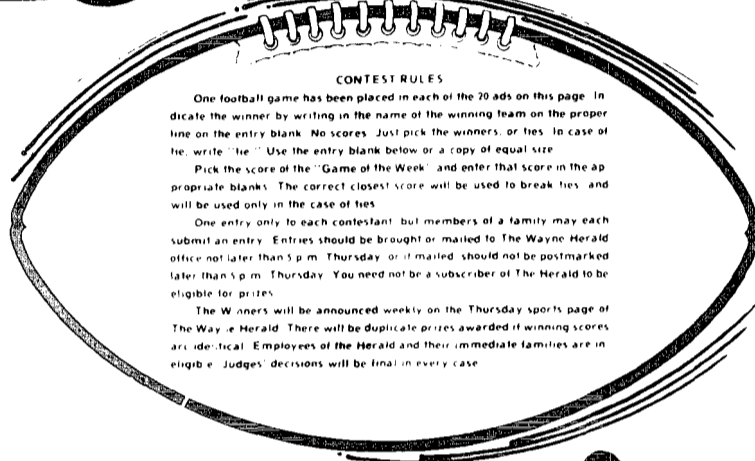 CONTEST RULES
One football game has been placed in each of the 20 ads on this page In
dicate the winner by writing in the name of the winning team on the proper
line on the entry blank No scores Just pick the winners, or ties In case of
tie, write "tie " Use the entry blank below or a copy of equal size
Pick the score of the "Game of the Week" and enter that score in the ap
propriate blanks The correct closest score will be used to break ties and
will be used only in the case of ties
One entry only to each contestant but members of a family may each
submit an entry Entries should be brought or mailed to The Wayne Herald
office not later than 5 p m Thursday or if mailed should not be postmarked
later than 5 p m Thursday You need not be a subscriber of The Herald to be
eligible for prizes
The W nners will be announced weekly on the Thursday sports page of
The Way e Herald There will be duplicate prizes awarded if winning scores
are identical Employees of the Herald and their immediate families are in
eligib e Judges' decisions will be final in every case